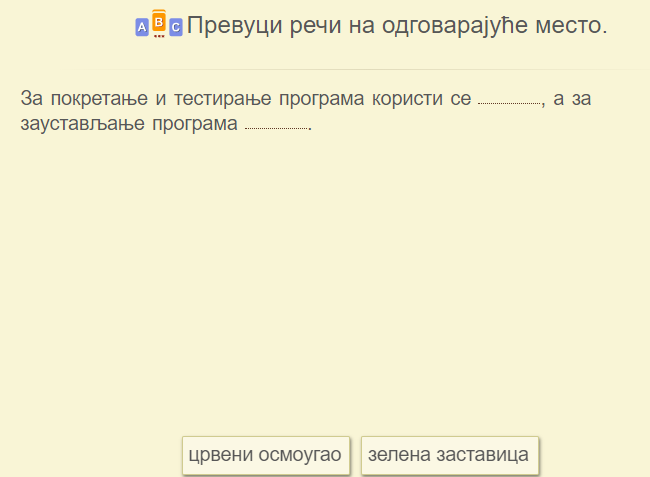 A B C Превуци речи на одговарајуће место.
За покретање и тестирање програма користи се ............, а за
заустављање програма .............
црвени осмоугао
зелена заставица